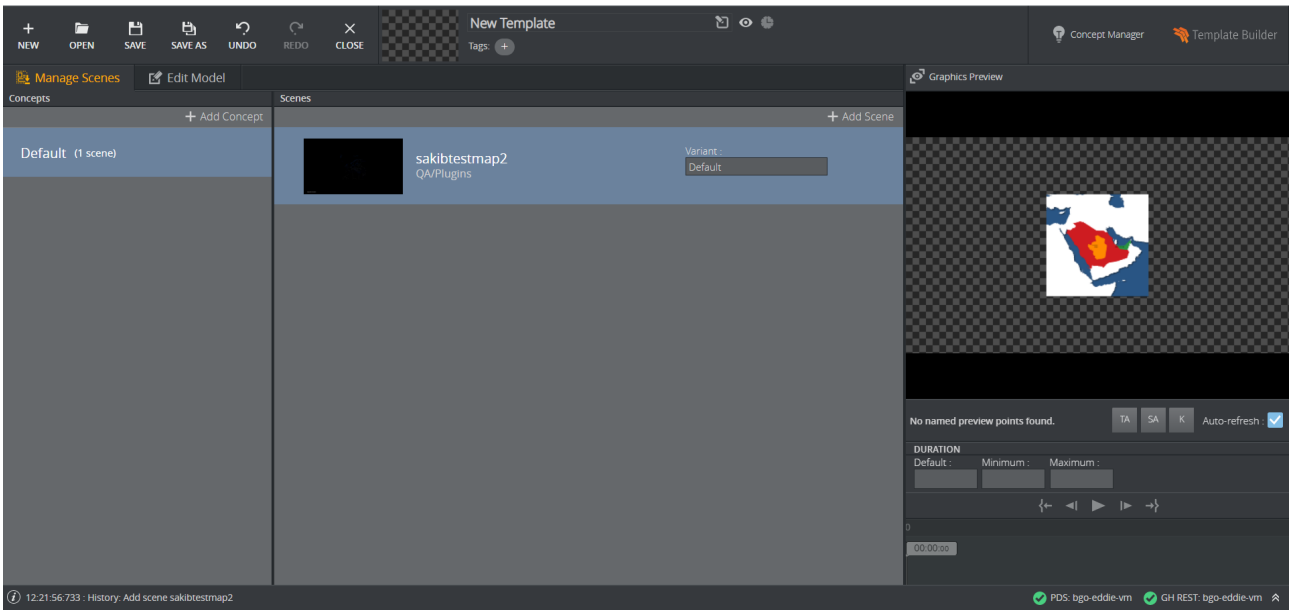 NEW OPEN SAVE SAVE AS UNDO REDO CLOSE
New Template
Tags: +
Concept Manager
Template Builder
Manage Scenes
Edit Model
Graphics Preview
Concepts
Scenes
+ Add Concept
+ Add Scene
Default (1 scene)
sakibtestmap2
QA/Plugins
Variant :
Default
No named preview points found.
TA SA K Auto-refresh :
DURATION
Default : Minimum : Maximum :
0
00:00:00
12:21:56:733 : History: Add scene sakibtestmap2
PDS: bgo-eddie-vm GH REST: bgo-eddie-vm